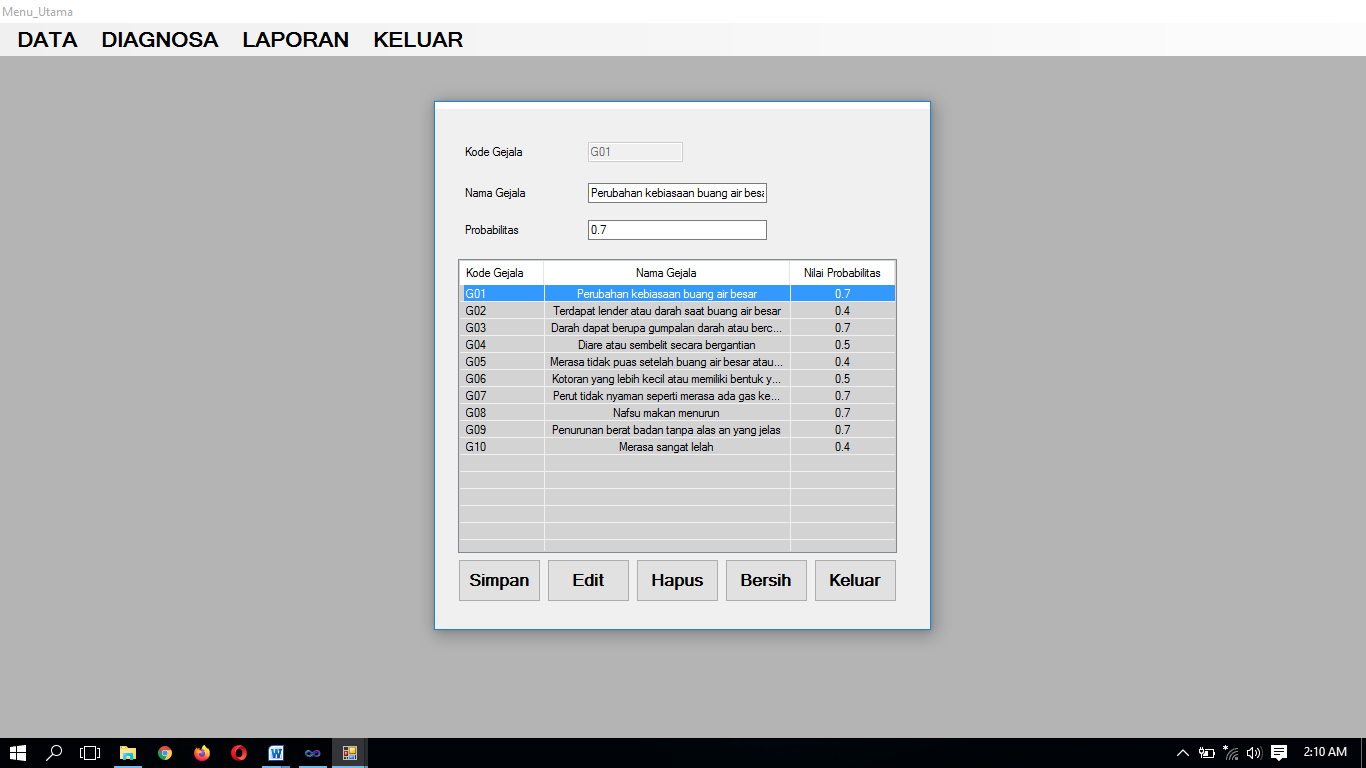 Menu_Utama
DATA DIAGNOSA LAPORAN KELUAR
Kode Gejala G01
Nama Gejala Perubahan kebiasaan buang air besa
Probabilitas 0.7
Kode Gejala Nama Gejala Nilai Probabilitas
G01 Perubahan kebiasaan buang air besar 0.7
G02 Terdapat lender atau darah saat buang air besar 0.4
G03 Darah dapat berupa gumpalan darah atau berc... 0.7
G04 Diare atau sembelit secara bergantian 0.5
G05 Merasa tidak puas setelah buang air besar atau... 0.4
G06 Kotoran yang lebih kecil atau memiliki bentuk y... 0.5
G07 Perut tidak nyaman seperti merasa ada gas ke... 0.7
G08 Nafsu makan menurun 0.7
G09 Penurunan berat badan tanpa alas an yang jelas 0.7
G10 Merasa sangat lelah 0.4
Simpan Edit Hapus Bersih Keluar
2:10 AM